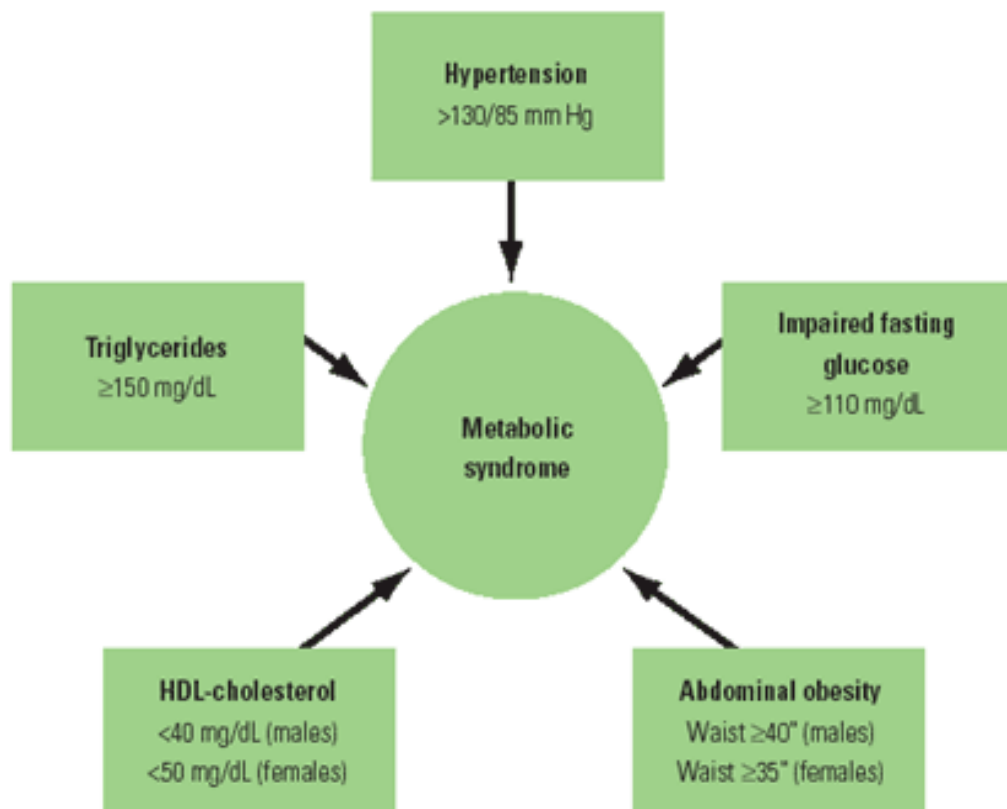 Hypertension
>130/85 mm Hg
Triglycerides
≥150 mg/dL
Impaired fasting
glucose
≥110 mg/dL
Metabolic
syndrome
HDL-cholesterol
<40 mg/dL (males)
<50 mg/dL (females)
Abdominal obesity
Waist ≥40" (males)
Waist ≥35" (females)